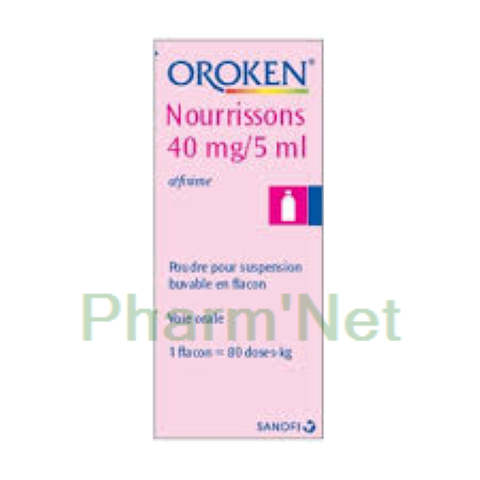 OROKEN®
Nourrissons
40 mg/5 ml
céfixime
Poudre pour suspension
buvable en flacon
Pharm'Net
Voie orale
1 flacon = 80 doses-kg
SANOFI